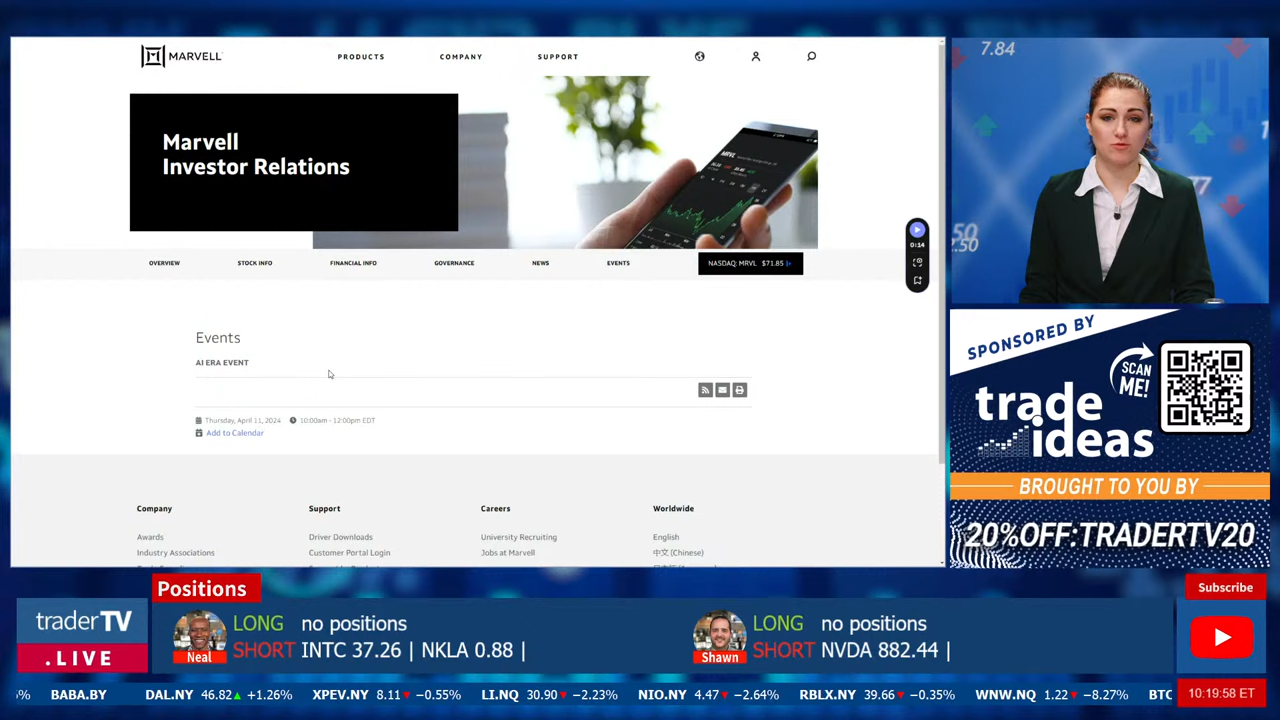 MARVELL
PRODUCTS
COMPANY
SUPPORT
Marvell
Investor Relations
MRVL
OVERVIEW
STOCK INFO
FINANCIAL INFO
GOVERNANCE
NEWS
EVENTS
NASDAQ: MRVL $71.85
0:14
Events
AI ERA EVENT
Thursday, April 11, 2024 10:00am - 12:00pm EDT
Add to Calendar
Company
Support
Careers
Worldwide
Awards
Driver Downloads
University Recruiting
English
Industry Associations
Customer Portal Login
Jobs at Marvell
中文 (Chinese)
7.84
77
50
2.50
SPONSORED BY
SCAN
ME!
trade
ideas
BROUGHT TO YOU BY
20%OFF:TRADERTV20
Positions
Subscribe
traderTV
.LIVE
Neal
LONG no positions
SHORT INTC 37.26 | NKLA 0.88 |
Shawn
LONG no positions
SHORT NVDA 882.44 |
% BABA.BY DAL.NY 46.82 +1.26% XPEV.NY 8.11 −0.55% LI.NQ 30.90 −2.23% NIO.NY 4.47 −2.64% RBLX.NY 39.66 −0.35% WNW.NQ 1.22 −8.27% BTC
10:19:58 ET